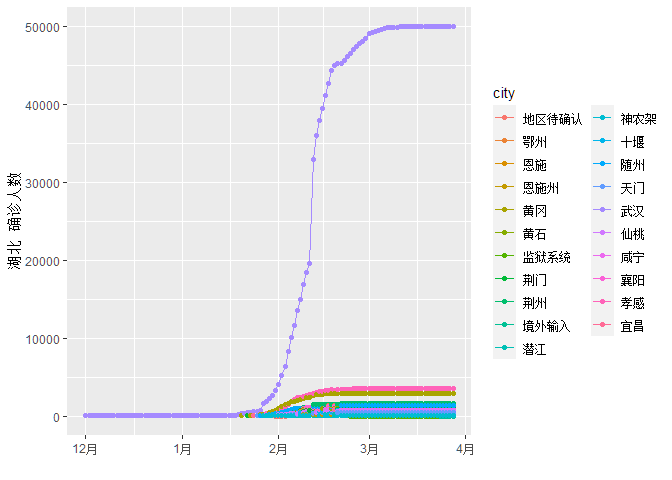 50000
40000
30000
20000
10000
0
湖北 确诊人数
12月
1月
2月
3月
4月
city
地区待确认
鄂州
恩施
恩施州
黄冈
黄石
监狱系统
荆门
荆州
境外输入
潜江
神农架
十堰
随州
天门
武汉
仙桃
咸宁
襄阳
孝感
宜昌